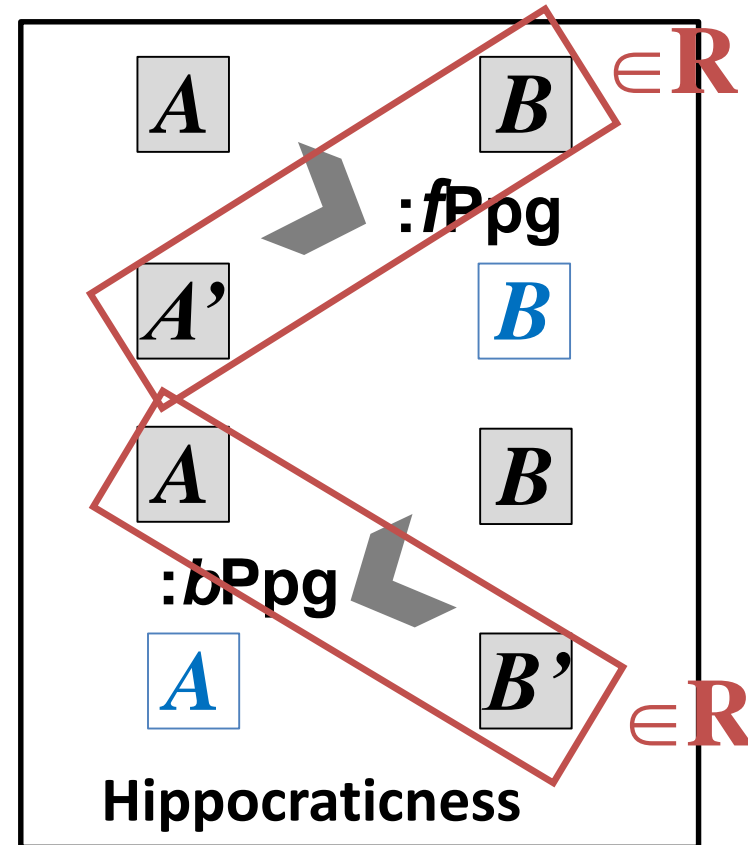 A B ∈R
:fPpg
A’ B
A B
:bPpg
A B’ ∈R
Hippocraticness